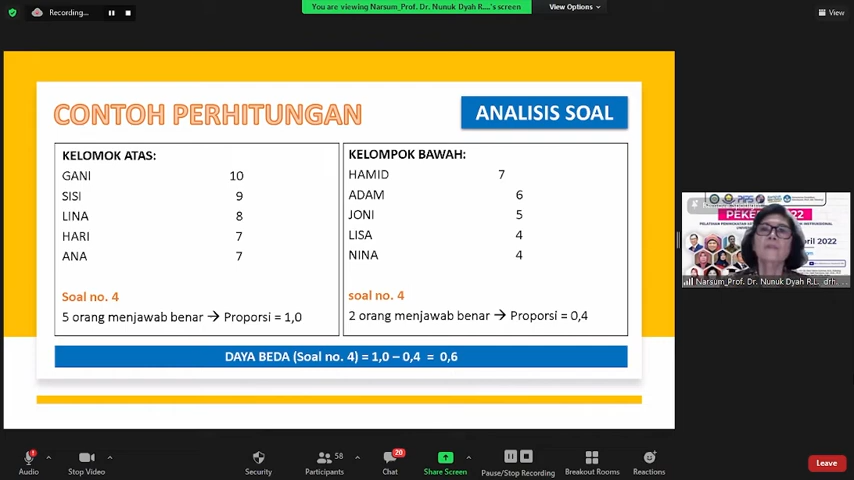 Recording...
You are viewing Narsum_Prof. Dr. Nunuk Dyah R....'s screen
View Options
View
CONTOH PERHITUNGAN
ANALISIS SOAL
KELOMOK ATAS:
GANI 10
SISI 9
LINA 8
HARI 7
ANA 7
Soal no. 4
5 orang menjawab benar → Proporsi = 1,0
KELOMPOK BAWAH:
HAMID 7
ADAM 6
JONI 5
LISA 4
NINA 4
soal no. 4
2 orang menjawab benar → Proporsi = 0,4
DAYA BEDA (Soal no. 4) = 1,0 – 0,4 = 0,6
2022
april 2022
Narsum_Prof. Dr. Nunuk Dyah R.L. drh...
Audio
Stop Video
Security
58
Participants
20
Chat
Share Screen
Pause/Stop Recording
Breakout Rooms
Reactions
Leave